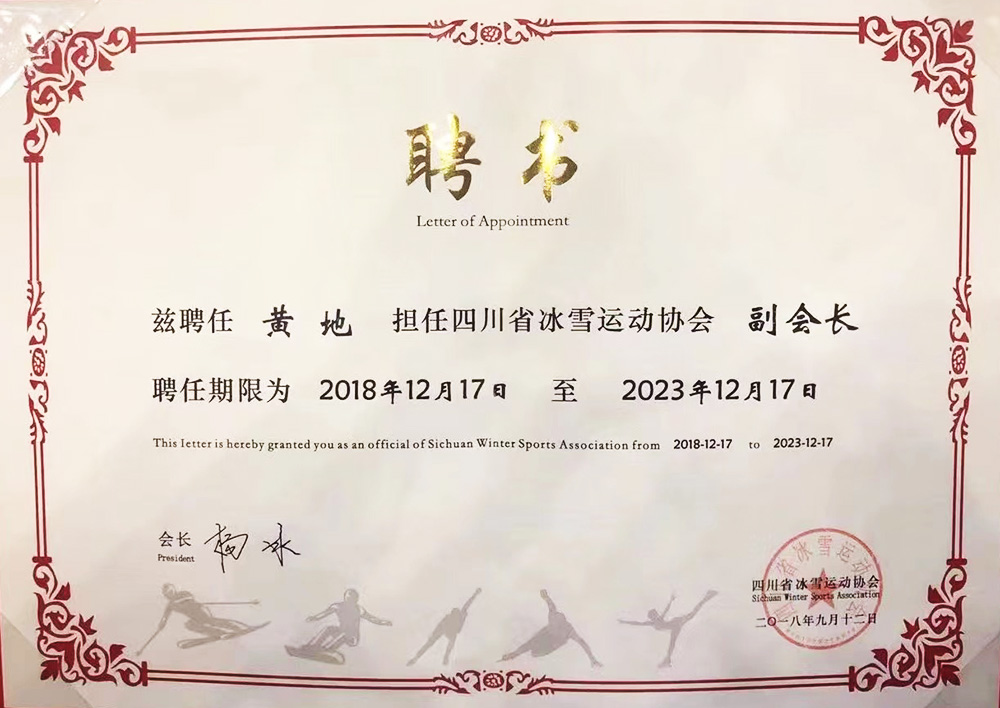 聘书
Letter of Appointment
兹聘任 黄地 担任四川省冰雪运动协会 副会长
聘任期限为 2018年12月17日 至 2023年12月17日
This letter is hereby granted you as an official of Sichuan Winter Sports Association from 2018-12-17 to 2023-12-17
会长 杨冰
President
四川省冰雪运动协会
Sichuan Winter Sports Association
二〇一八年九月十二日